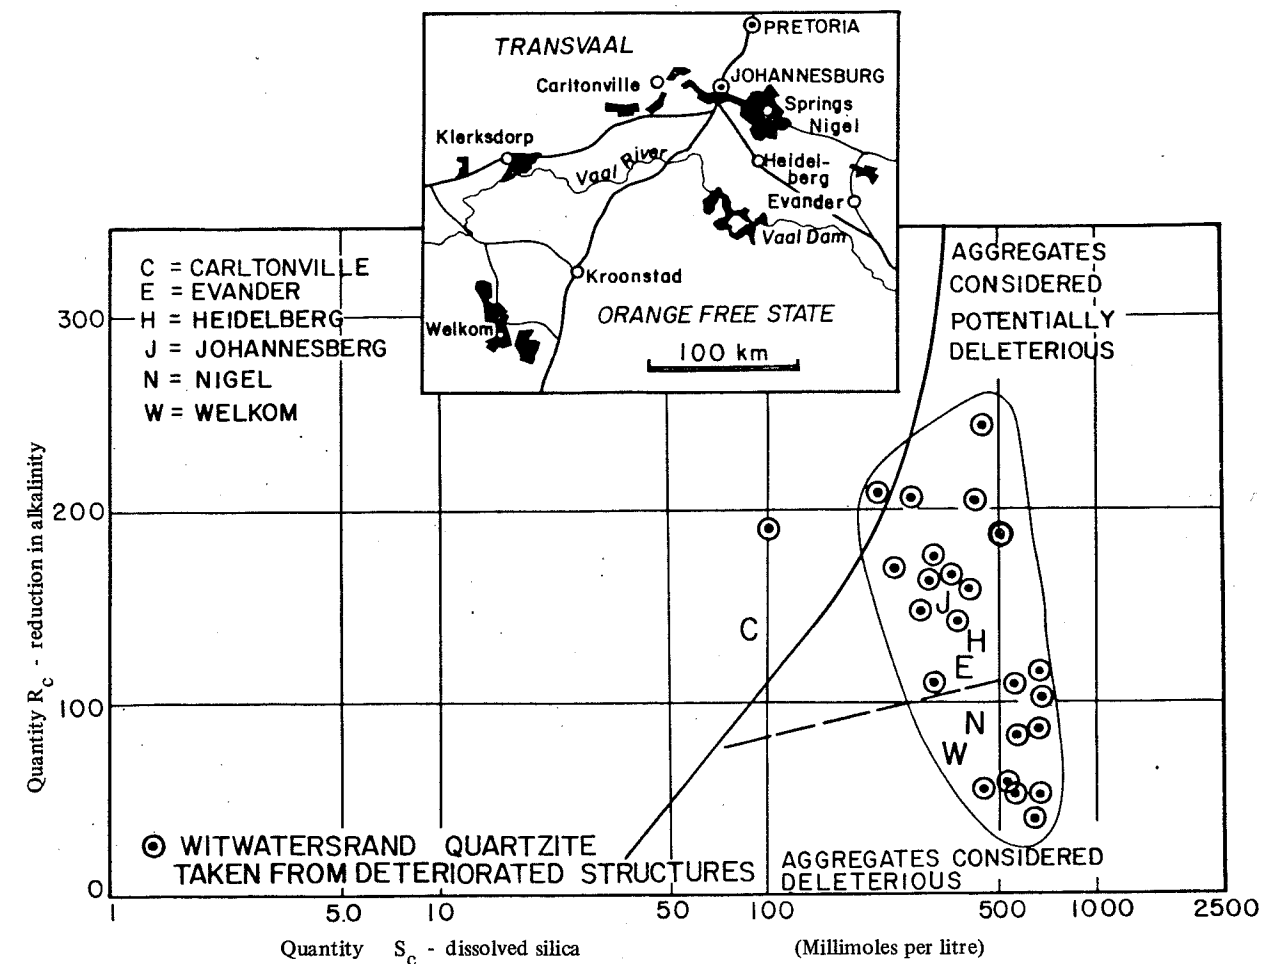 PRETORIA
TRANSVAAL
Carltonville
JOHANNESBURG
Springs
Nigel
Klerksdorp
Vaal River
Heidel-
berg
Evander
Vaal Dam
Kroonstad
ORANGE FREE STATE
Welkom
100 km
C = CARLTONVILLE
E = EVANDER
H = HEIDELBERG
J = JOHANNESBERG
N = NIGEL
W = WELKOM
AGGREGATES
CONSIDERED
POTENTIALLY
DELETERIOUS
300
200
100
0
Quantity Rc - reduction in alkalinity
C
J
H
E
N
W
WITWATERSRAND QUARTZITE
TAKEN FROM DETERIORATED STRUCTURES
AGGREGATES CONSIDERED
DELETERIOUS
1 5.0 10 50 100 500 1000 2500
Quantity Sc - dissolved silica (Millimoles per litre)